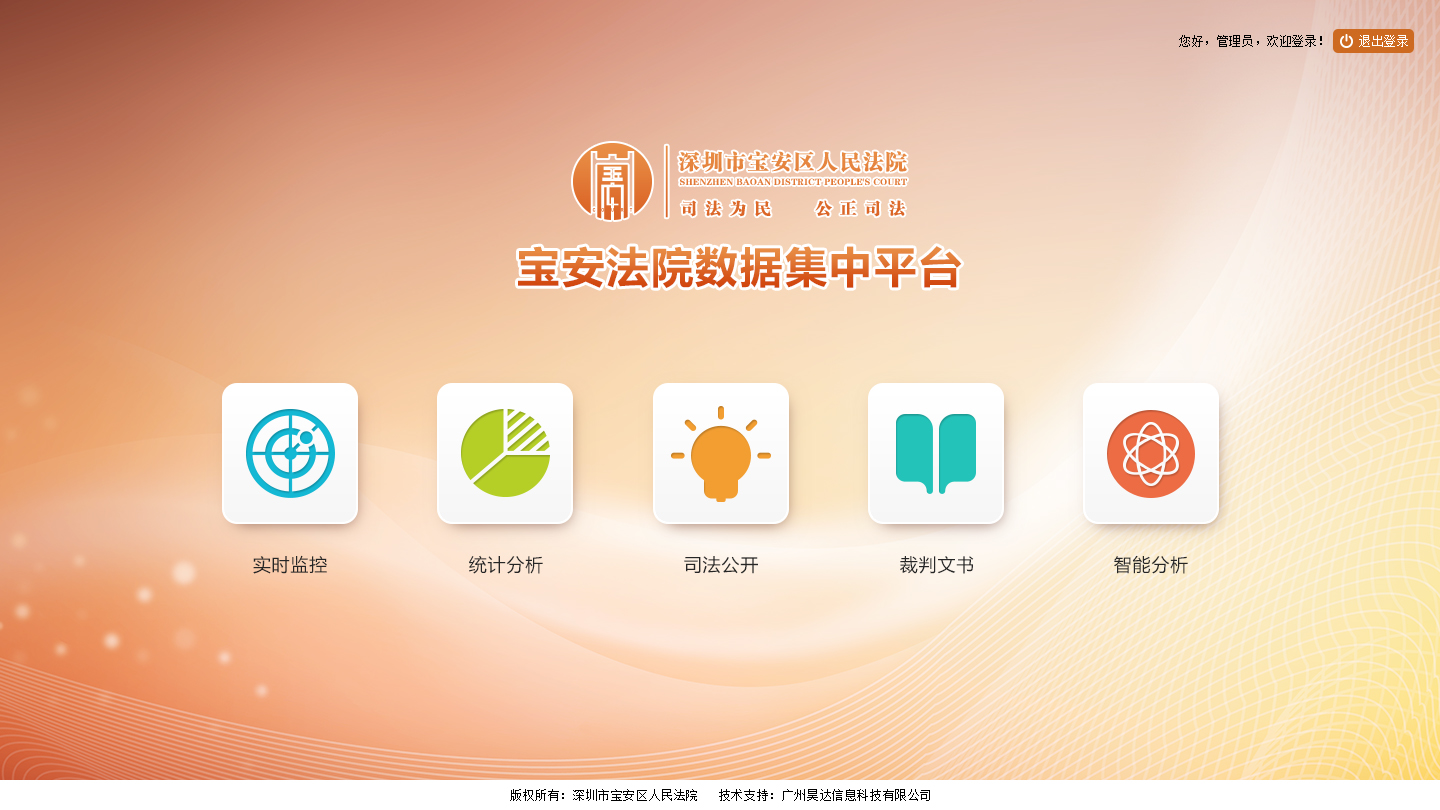 您好，管理员，欢迎登录！ 退出登录
深圳市宝安区人民法院
SHENZHEN BAOAN DISTRICT PEOPLE'S COURT
司法为民 公正司法
宝安法院数据集中平台
实时监控 统计分析 司法公开 裁判文书 智能分析
版权所有：深圳市宝安区人民法院 技术支持：广州昊达信息科技有限公司